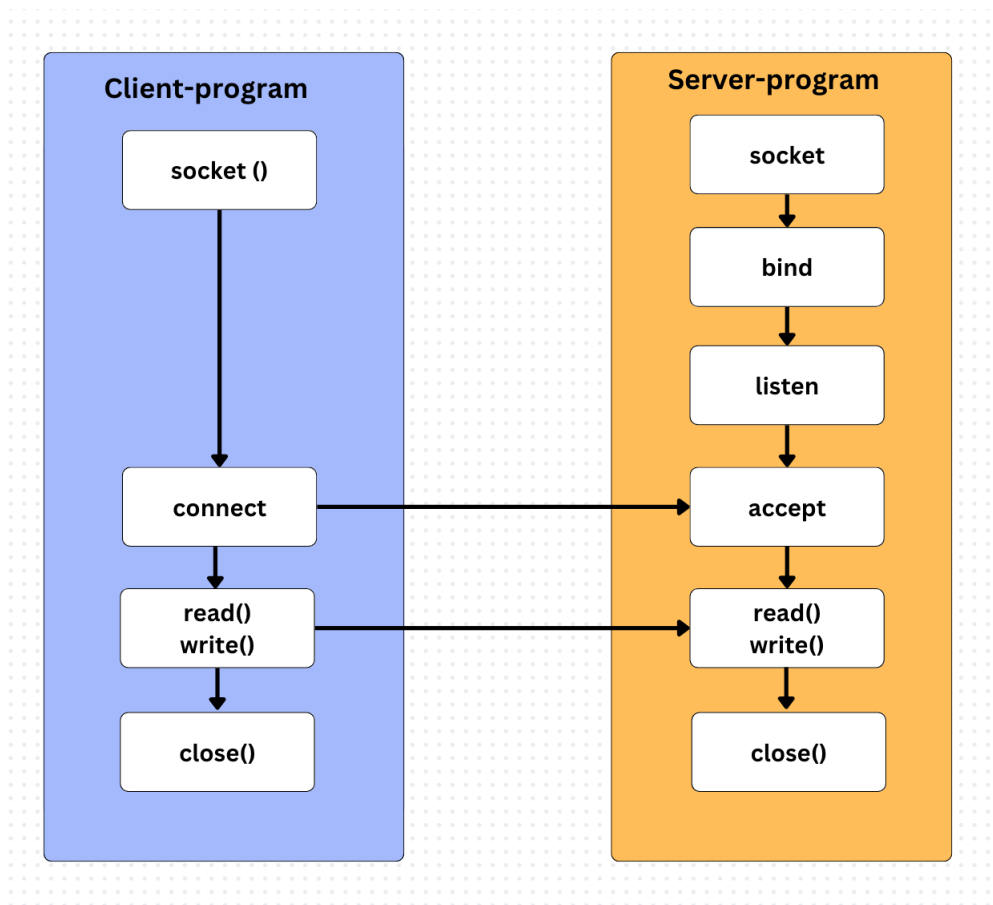 Client-program
socket ()
connect
read()
write()
close()
Server-program
socket
bind
listen
accept
read()
write()
close()